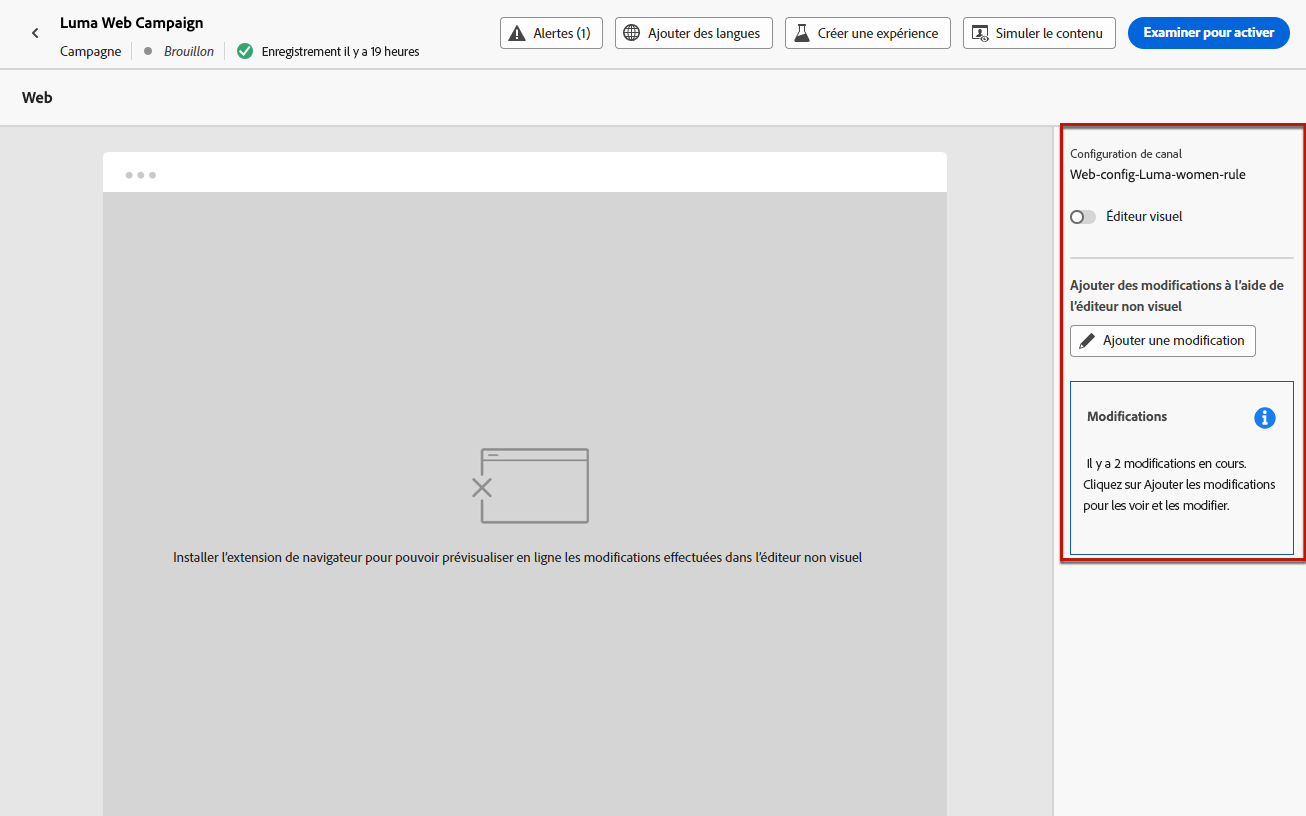 Luma Web Campaign
Campagne
Brouillon
Enregistrement il y a 19 heures
Alertes (1)
Ajouter des langues
Créer une expérience
Simuler le contenu
Examiner pour activer
Web
Installer l'extension de navigateur pour pouvoir prévisualiser en ligne les modifications effectuées dans l'éditeur non visuel
Configuration de canal
Web-config-Luma-women-rule
Éditeur visuel
Ajouter des modifications à l'aide de
l'éditeur non visuel
Ajouter une modification
Modifications
Il y a 2 modifications en cours.
Cliquez sur Ajouter les modifications
pour les voir et les modifier.